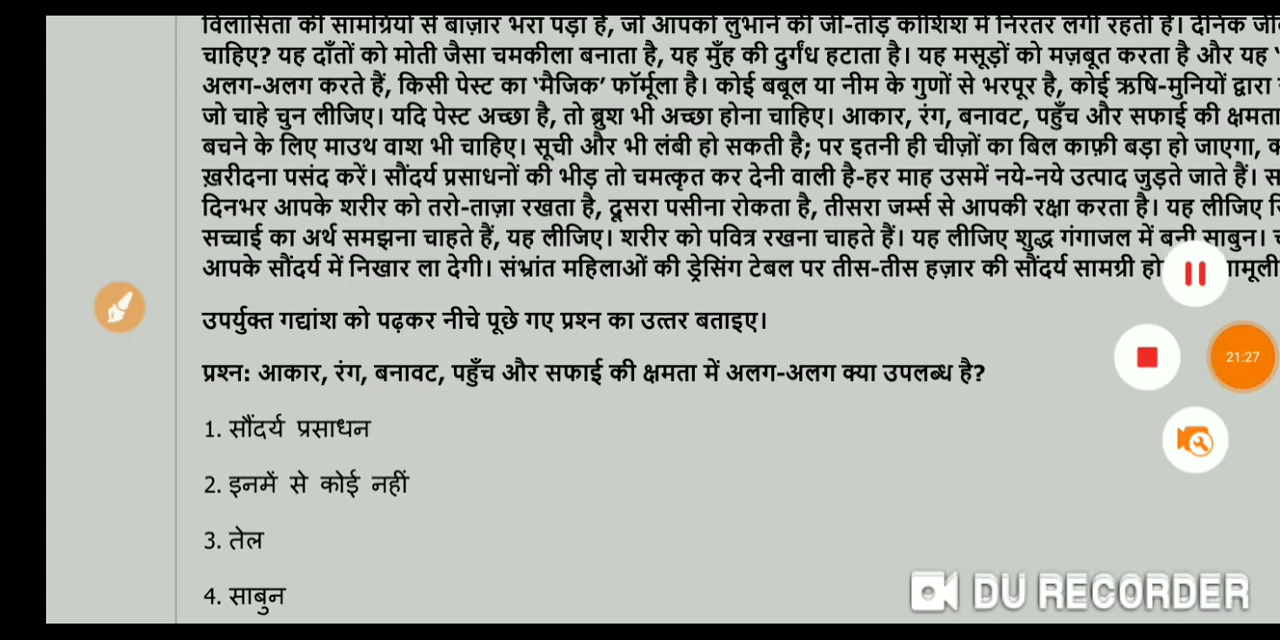 विलासिता की सामग्रियों से बाज़ार भरा पड़ा है, जो आपको लुभाने की जी-तोड़ कोशिश में निरंतर लगी रहती हैं। दैनिक
चाहिए? यह दाँतों को मोती जैसा चमकीला बनाता है, यह मुँह की दुर्गंध हटाता है। यह मसूड़ों को मज़बूत करता है और यह
अलग-अलग करते हैं, किसी पेस्ट का ‘मैजिक’ फॉर्मूला है। कोई बबूल या नीम के गुणों से भरपूर है, कोई ऋषि-मुनियों द्वारा
जो चाहे चुन लीजिए। यदि पेस्ट अच्छा है, तो ब्रुश भी अच्छा होना चाहिए। आकार, रंग, बनावट, पहुँच और सफाई की क्षमता
बचने के लिए माउथ वाश भी चाहिए। सूची और भी लंबी हो सकती है; पर इतनी ही चीज़ों का बिल काफ़ी बड़ा हो जाएगा,
ख़रीदना पसंद करें। सौंदर्य प्रसाधनों की भीड़ तो चमत्कृत कर देनी वाली है-हर माह उसमें नये-नये उत्पाद जुड़ते जाते हैं।
दिनभर आपके शरीर को तरो-ताज़ा रखता है, दूसरा पसीना रोकता है, तीसरा जर्म्स से आपकी रक्षा करता है। यह लीजिए
सच्चाई का अर्थ समझना चाहते हैं, यह लीजिए। शरीर को पवित्र रखना चाहते हैं। यह लीजिए शुद्ध गंगाजल में बनी साबुन।
आपके सौंदर्य में निखार ला देगी। संभ्रांत महिलाओं की ड्रेसिंग टेबल पर तीस-तीस हज़ार की सौंदर्य सामग्री
उपर्युक्त गद्यांश को पढ़कर नीचे पूछे गए प्रश्न का उत्तर बताइए।
प्रश्न: आकार, रंग, बनावट, पहुँच और सफाई की क्षमता में अलग-अलग क्या उपलब्ध है?
1. सौंदर्य प्रसाधन
2. इनमें से कोई नहीं
3. तेल
4. साबुन
21:27
DU RECORDER